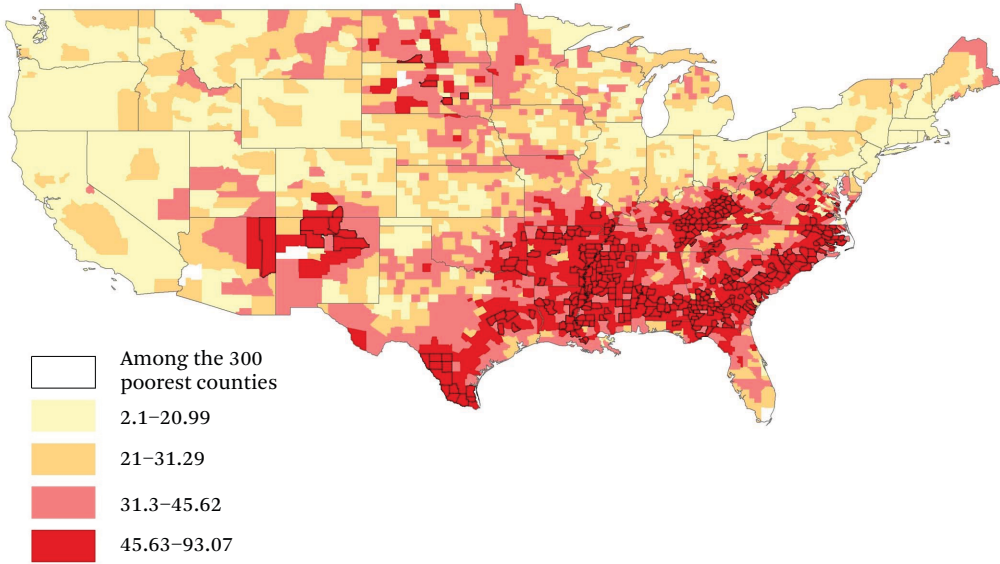 Among the 300
poorest counties
2.1–20.99
21–31.29
31.3–45.62
45.63–93.07